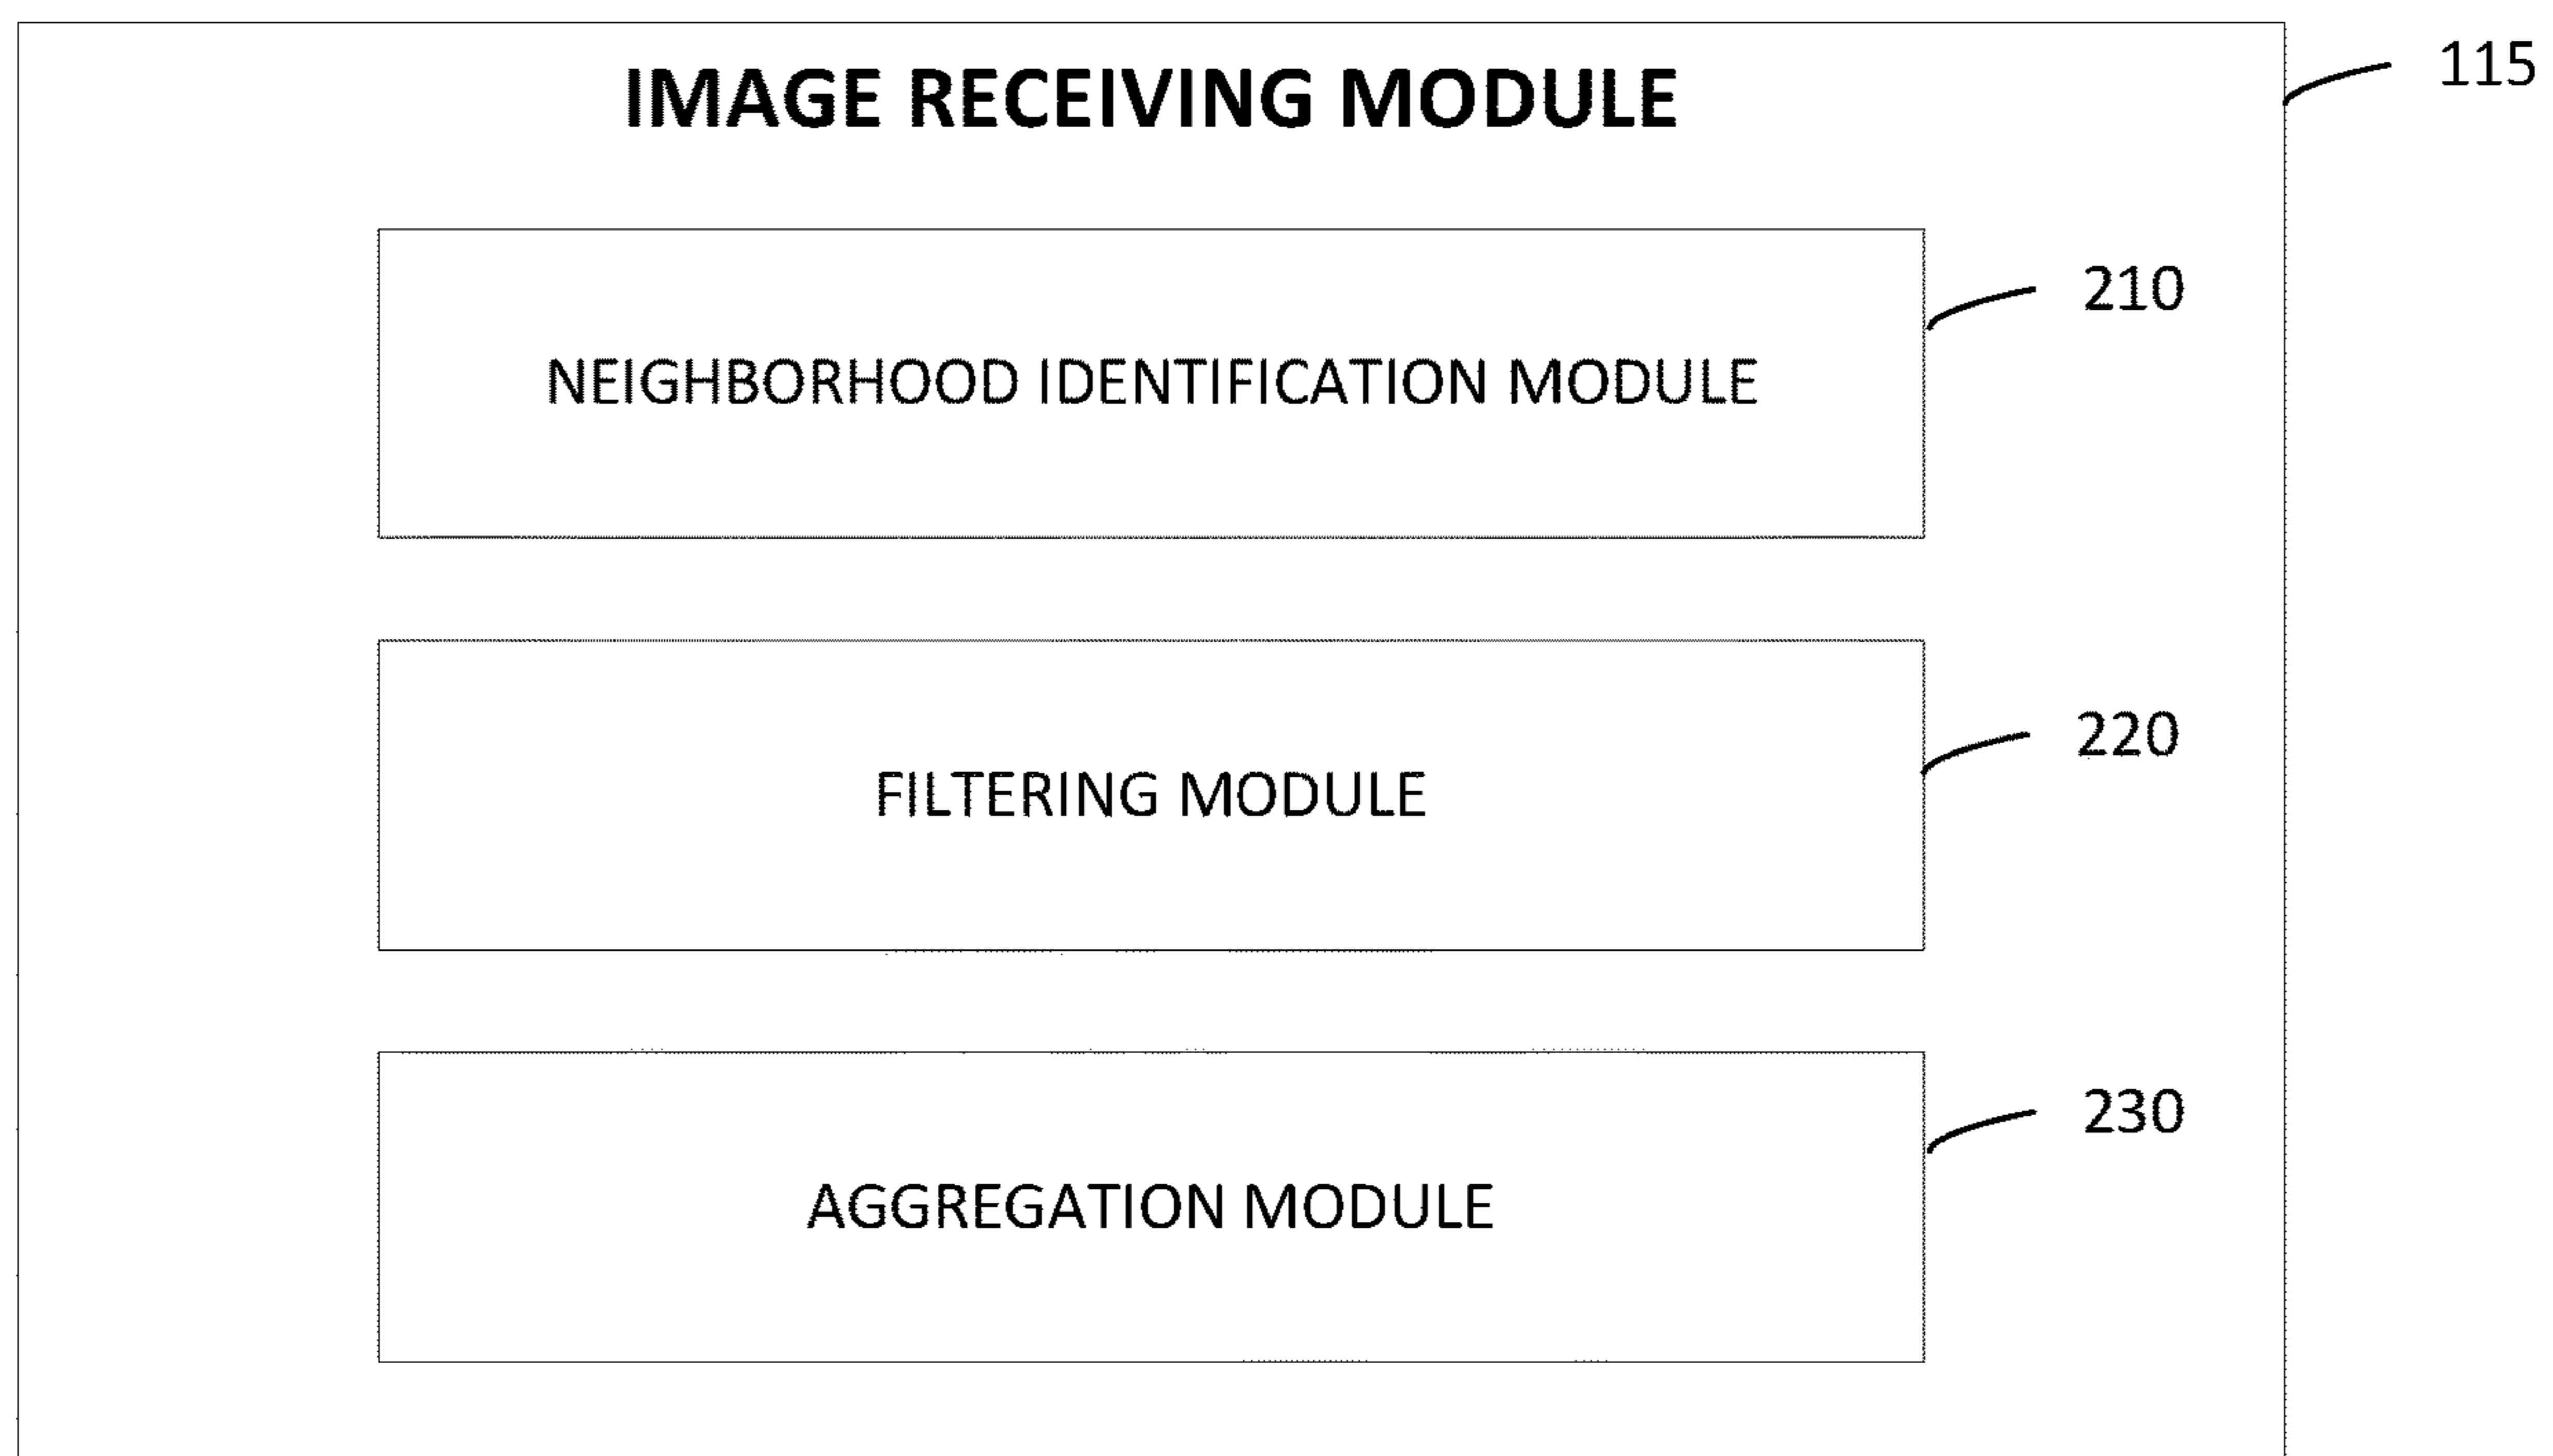 IMAGE RECEIVING MODULE
115
NEIGHBORHOOD IDENTIFICATION MODULE
210
FILTERING MODULE
220
AGGREGATION MODULE
230